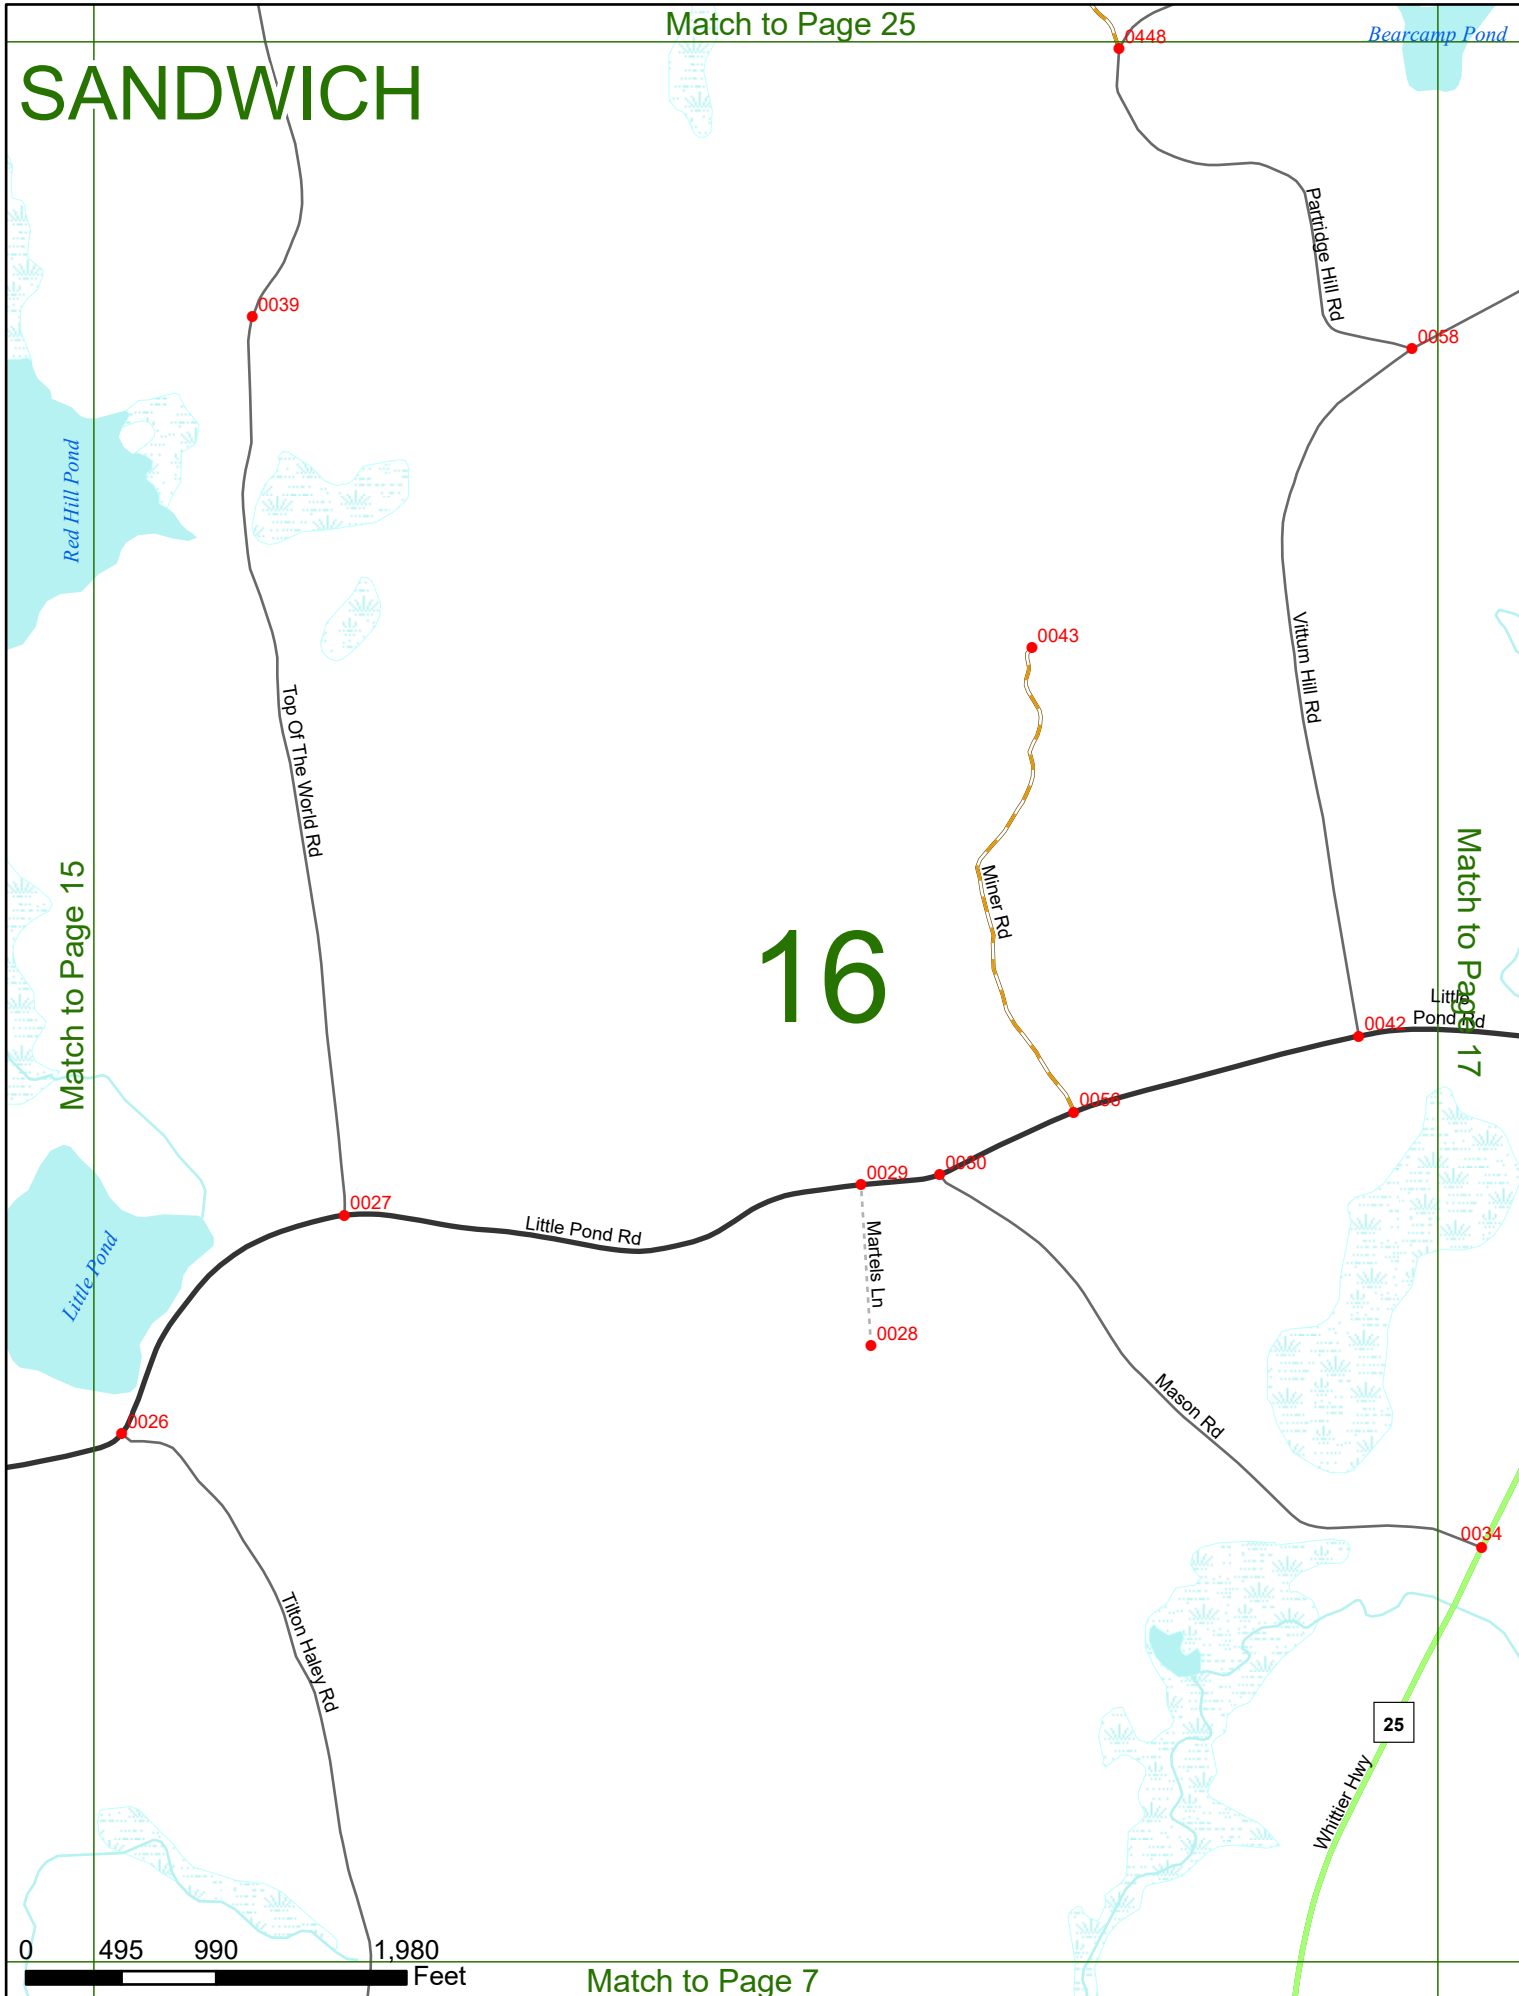 Match to Page 25
0448
Bearcamp Pond
SANDWICH
Partridge Hill Rd
0039
0058
Red Hill Pond
0043
Vittum Hill Rd
Top Of The World Rd
Match to Page 15
Miner Rd
16
Match to Page 17
Little
Pond Rd
0042
0056
0030
0029
0027
Little Pond Rd
Martels Ln
Little Pond
0028
Mason Rd
0026
0034
Tilton Haley Rd
25
Whittier Hwy
0 495 990 1,980
Feet
Match to Page 7